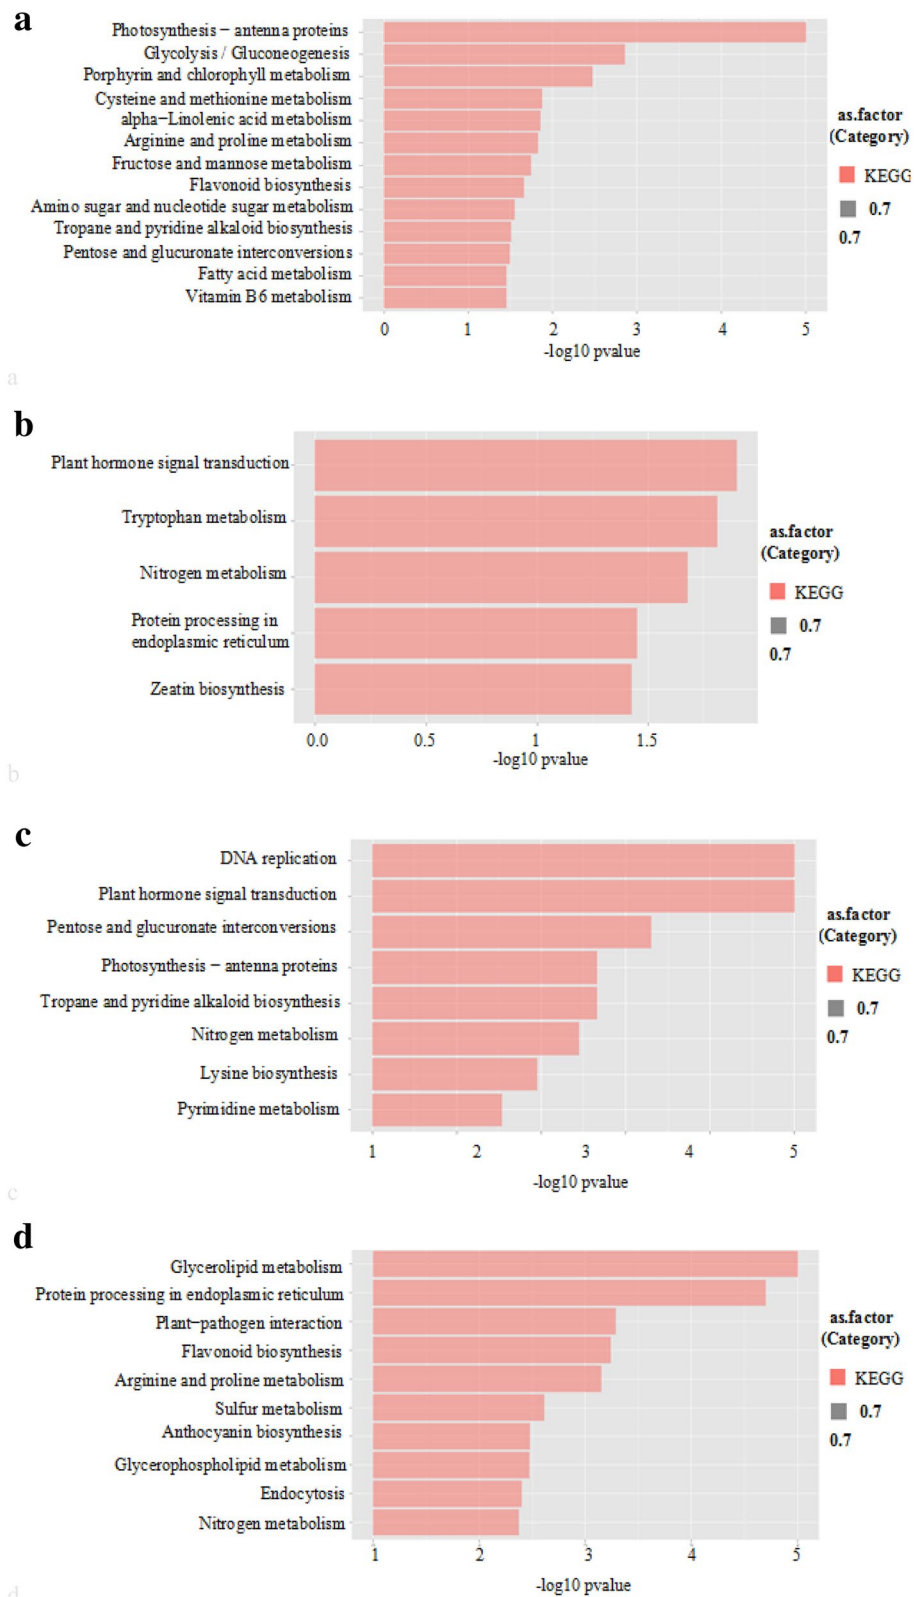 a
Photosynthesis − antenna proteins
Glycolysis / Gluconeogenesis
Porphyrin and chlorophyll metabolism
Cysteine and methionine metabolism
alpha−Linolenic acid metabolism
Arginine and proline metabolism
Fructose and mannose metabolism
Flavonoid biosynthesis
Amino sugar and nucleotide sugar metabolism
Tropane and pyridine alkaloid biosynthesis
Pentose and glucuronate interconversions
Fatty acid metabolism
Vitamin B6 metabolism
0 1 2 3 4 5
-log10 pvalue
as.factor
(Category)
KEGG
0.7
0.7
a
b
Plant hormone signal transduction
Tryptophan metabolism
Nitrogen metabolism
Protein processing in
endoplasmic reticulum
Zeatin biosynthesis
0.0 0.5 1 1.5
-log10 pvalue
as.factor
(Category)
KEGG
0.7
0.7
b
c
DNA replication
Plant hormone signal transduction
Pentose and glucuronate interconversions
Photosynthesis − antenna proteins
Tropane and pyridine alkaloid biosynthesis
Nitrogen metabolism
Lysine biosynthesis
Pyrimidine metabolism
1 2 3 4 5
-log10 pvalue
as.factor
(Category)
KEGG
0.7
0.7
c
d
Glycerolipid metabolism
Protein processing in endoplasmic reticulum
Plant−pathogen interaction
Flavonoid biosynthesis
Arginine and proline metabolism
Sulfur metabolism
Anthocyanin biosynthesis
Glycerophospholipid metabolism
Endocytosis
Nitrogen metabolism
1 2 3 4 5
-log10 pvalue
as.factor
(Category)
KEGG
0.7
0.7
d